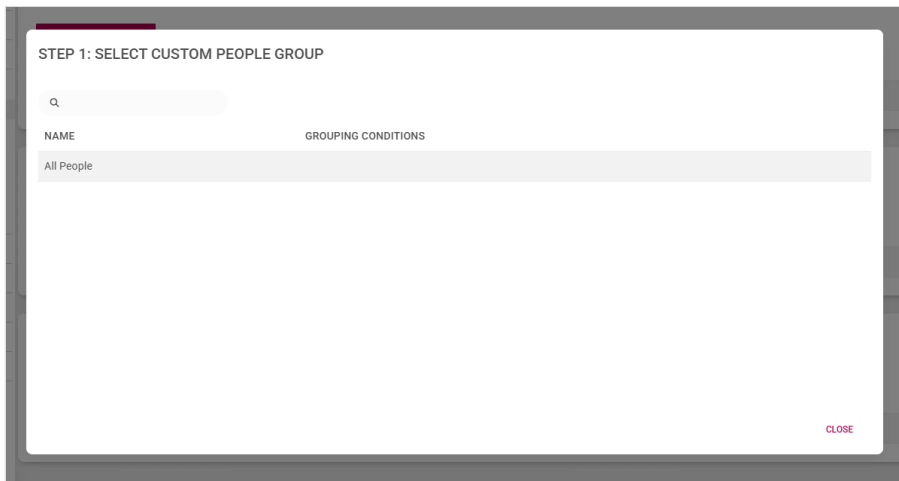 STEP 1: SELECT CUSTOM PEOPLE GROUP
NAME GROUPING CONDITIONS
All People
CLOSE